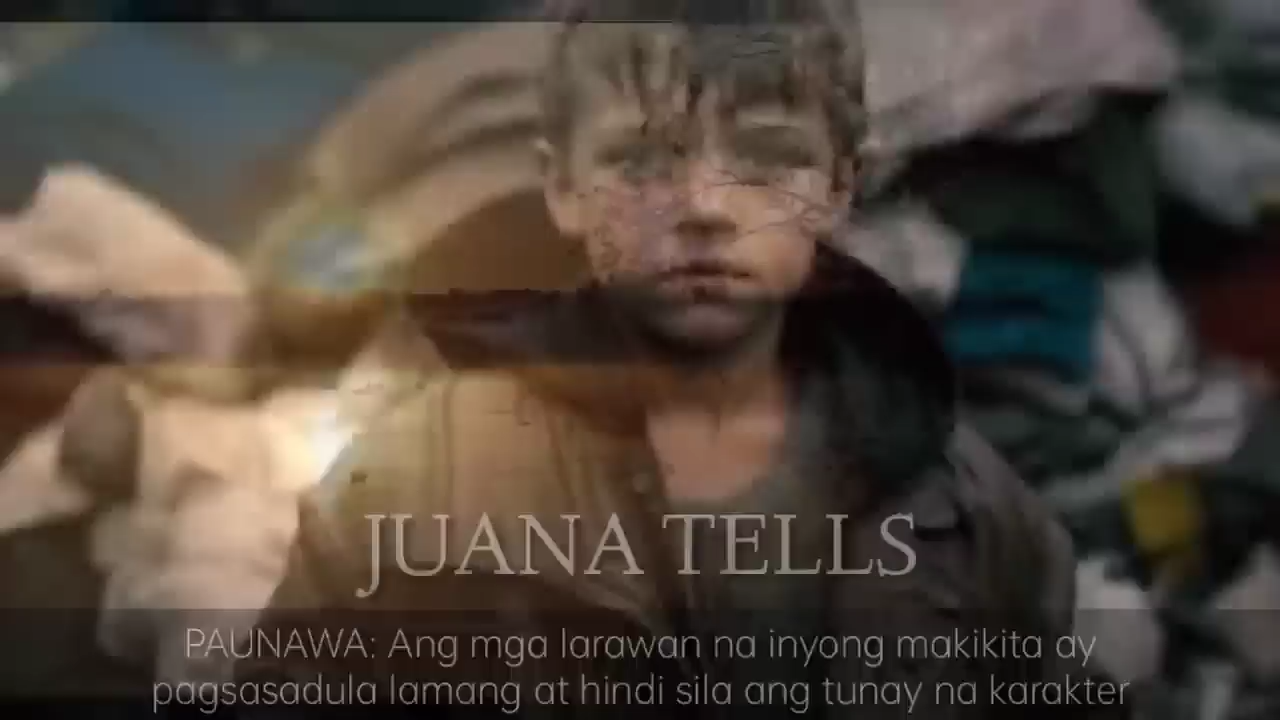 JUANA TELLS
PAUNAWA: Ang mga larawan na inyong makikita ay
pagsasadula lamang at hindi sila ang tunay na karakter